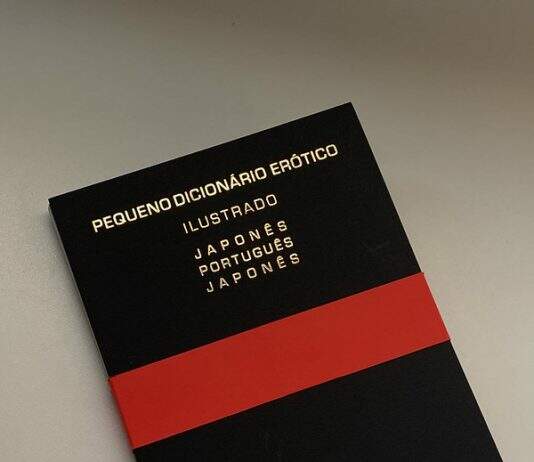 PEQUENO DICIONÁRIO ERÓTICO
ILUSTRADO
JAPONÊS
PORTUGUÊS
JAPONÊS